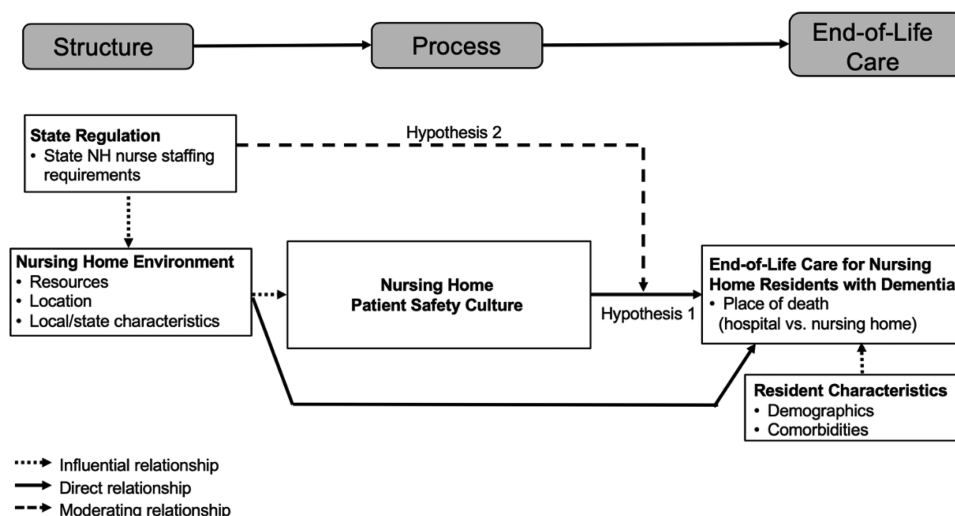 Structure
Process
End-of-Life
Care
State Regulation
• State NH nurse staffing
requirements
Hypothesis 2
Nursing Home Environment
• Resources
• Location
• Local/state characteristics
Nursing Home
Patient Safety Culture
Hypothesis 1
End-of-Life Care for Nursing
Home Residents with Dementia
• Place of death
(hospital vs. nursing home)
Resident Characteristics
• Demographics
• Comorbidities
Influential relationship
Direct relationship
Moderating relationship